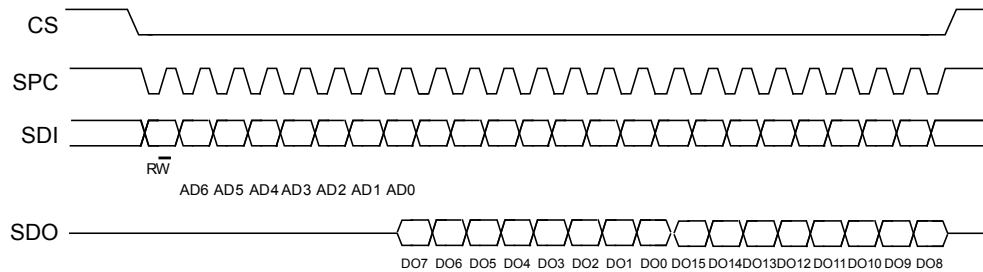 CS
SPC
SDI
RW
AD6 AD5 AD4 AD3 AD2 AD1 AD0
SDO
DO7 DO6 DO5 DO4 DO3 DO2 DO1 DO0 DO15 DO14 DO13 DO12 DO11 DO10 DO9 DO8